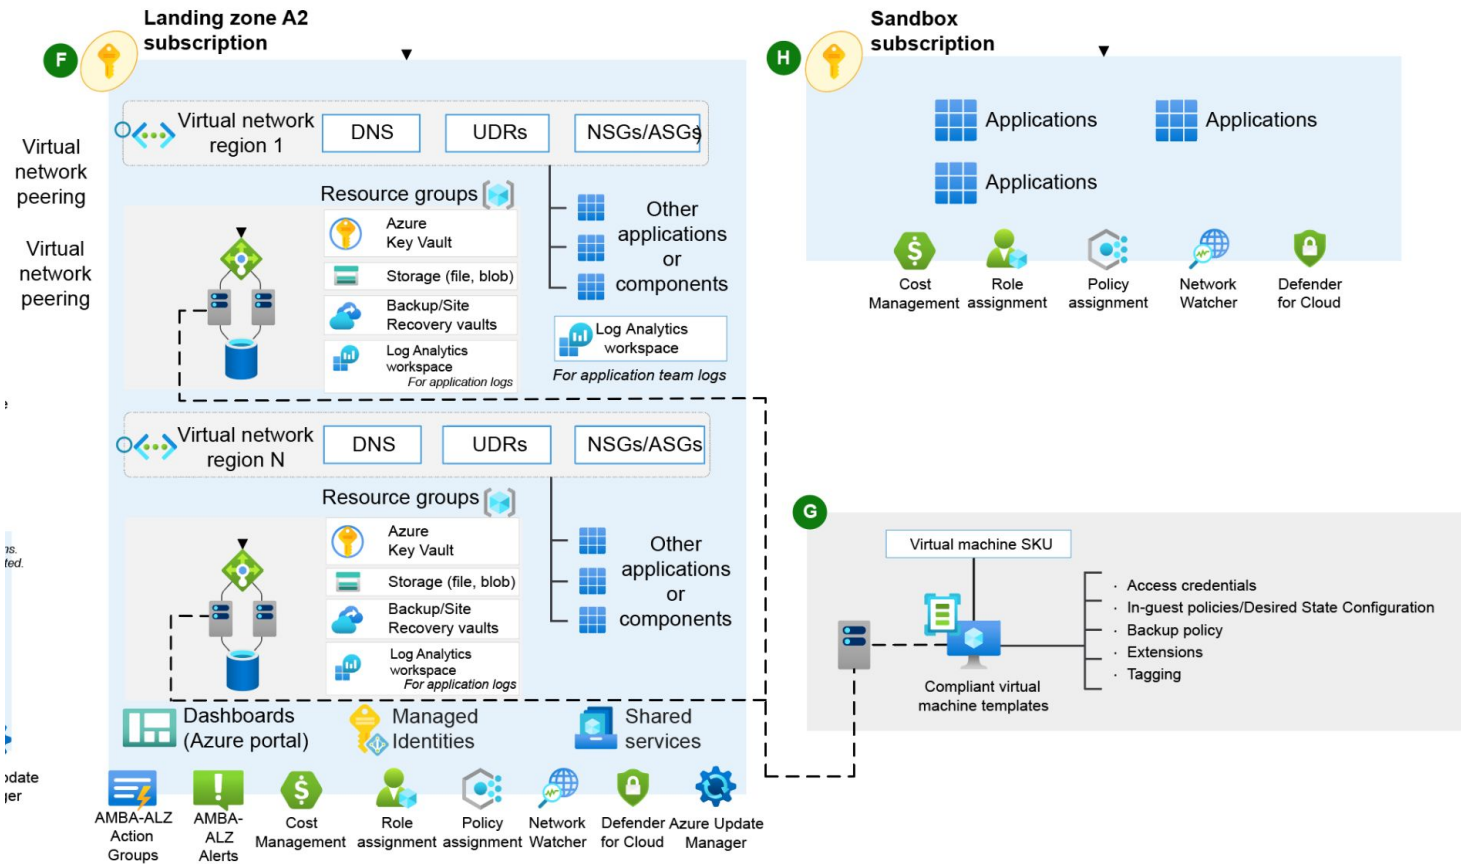 Landing zone A2
subscription
F
Virtual
network
peering
Virtual
network
peering
Virtual network
region 1
DNS
UDRs
NSGs/ASGs
Resource groups
Azure
Key Vault
Storage (file, blob)
Backup/Site
Recovery vaults
Log Analytics
workspace
For application logs
Other
applications
or
components
Log Analytics
workspace
For application team logs
Virtual network
region N
DNS
UDRs
NSGs/ASGs
Resource groups
Azure
Key Vault
Storage (file, blob)
Backup/Site
Recovery vaults
Log Analytics
workspace
For application logs
Other
applications
or
components
Dashboards
(Azure portal)
Managed
Identities
Shared
services
AMBA-ALZ
Action
Groups
AMBA-
ALZ
Alerts
Cost
Management
Role
assignment
Policy
assignment
Network
Watcher
Defender
for Cloud
Azure Update
Manager
Sandbox
subscription
H
Applications
Applications
Applications
Cost
Management
Role
assignment
Policy
assignment
Network
Watcher
Defender
for Cloud
G
Virtual machine SKU
Compliant virtual
machine templates
· Access credentials
· In-guest policies/Desired State Configuration
· Backup policy
· Extensions
· Tagging